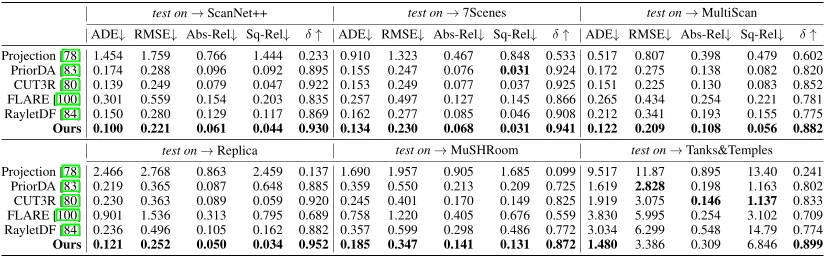 test on → ScanNet++ test on → 7Scenes test on → MultiScan
ADE↓ RMSE↓ Abs-Rel↓ Sq-Rel↓ δ ↑ ADE↓ RMSE↓ Abs-Rel↓ Sq-Rel↓ δ ↑ ADE↓ RMSE↓ Abs-Rel↓ Sq-Rel↓ δ ↑
Projection [78] 1.454 1.759 0.766 1.444 0.233 0.910 1.323 0.467 0.848 0.533 0.517 0.807 0.398 0.479 0.602
PriorDA [83] 0.174 0.288 0.096 0.092 0.895 0.155 0.247 0.076 0.031 0.924 0.172 0.275 0.138 0.082 0.820
CUT3R [80] 0.139 0.249 0.079 0.047 0.922 0.153 0.249 0.077 0.037 0.925 0.151 0.225 0.130 0.083 0.852
FLARE [100] 0.301 0.559 0.154 0.203 0.835 0.257 0.497 0.127 0.145 0.866 0.265 0.434 0.254 0.221 0.781
RayletDF [84] 0.150 0.280 0.129 0.117 0.869 0.162 0.277 0.085 0.046 0.908 0.212 0.341 0.193 0.155 0.775
Ours 0.100 0.221 0.061 0.044 0.930 0.134 0.230 0.068 0.031 0.941 0.122 0.209 0.108 0.056 0.882
test on → Replica test on → MuSHRoom test on → Tanks&Temples
Projection [78] 2.466 2.768 0.863 2.459 0.137 1.690 1.957 0.905 1.685 0.099 9.517 11.87 0.895 13.40 0.241
PriorDA [83] 0.219 0.365 0.087 0.648 0.885 0.359 0.550 0.213 0.209 0.725 1.619 2.828 0.198 1.163 0.802
CUT3R [80] 0.230 0.363 0.089 0.059 0.920 0.245 0.401 0.170 0.149 0.825 1.919 3.075 0.146 1.137 0.833
FLARE [100] 0.901 1.536 0.313 0.795 0.689 0.758 1.220 0.405 0.676 0.559 3.830 5.995 0.254 3.102 0.709
RayletDF [84] 0.236 0.496 0.105 0.162 0.882 0.357 0.599 0.298 0.486 0.772 3.034 6.299 0.548 14.79 0.774
Ours 0.121 0.252 0.050 0.034 0.952 0.185 0.347 0.141 0.131 0.872 1.480 3.386 0.309 6.846 0.899